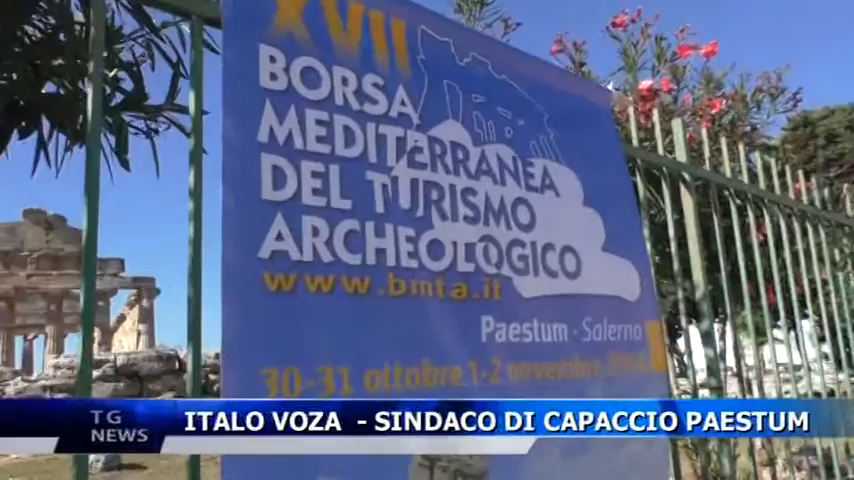 XVII
BORSA
MEDITERRANEA
DEL TURISMO
ARCHEOLOGICO
www.bmta.it
Paestum · Salerno
30-31 ottobre 1-2 novembre
TG
NEWS
ITALO VOZA - SINDACO DI CAPACCIO PAESTUM